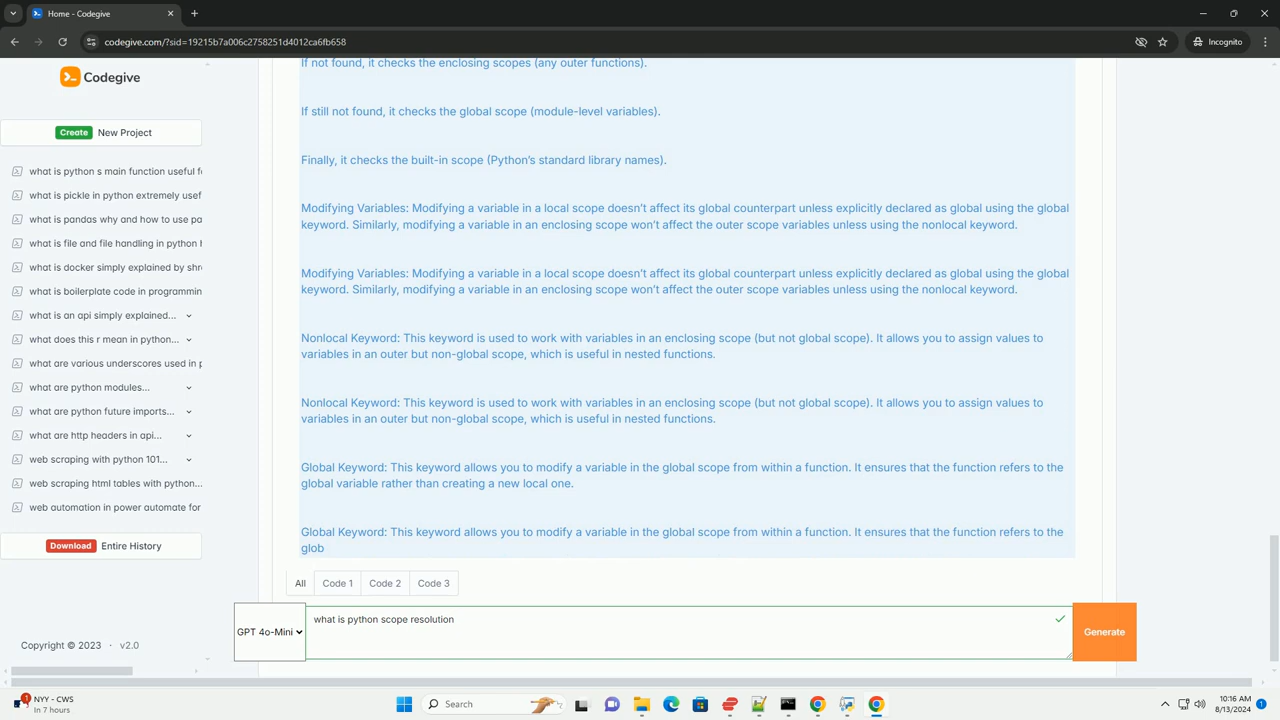 Home - Codegive
codegive.com/?sid=19215b7a006c2758251d4012ca6fb658
Incognito
Codegive
Create New Project
what is python s main function useful f
what is pickle in python extremely usef
what is pandas why and how to use pa
what is file and file handling in python h
what is docker simply explained by shr
what is boilerplate code in programmin
what is an api simply explained...
what does this r mean in python...
what are various underscores used in p
what are python modules...
what are python future imports...
what are http headers in api...
web scraping with python 101...
web scraping html tables with python...
web automation in power automate for
Download Entire History
Copyright © 2023 · v2.0
If not found, it checks the enclosing scopes (any outer functions).
If still not found, it checks the global scope (module-level variables).
Finally, it checks the built-in scope (Python’s standard library names).
Modifying Variables: Modifying a variable in a local scope doesn’t affect its global counterpart unless explicitly declared as global using the global
keyword. Similarly, modifying a variable in an enclosing scope won’t affect the outer scope variables unless using the nonlocal keyword.
Modifying Variables: Modifying a variable in a local scope doesn’t affect its global counterpart unless explicitly declared as global using the global
keyword. Similarly, modifying a variable in an enclosing scope won’t affect the outer scope variables unless using the nonlocal keyword.
Nonlocal Keyword: This keyword is used to work with variables in an enclosing scope (but not global scope). It allows you to assign values to
variables in an outer but non-global scope, which is useful in nested functions.
Nonlocal Keyword: This keyword is used to work with variables in an enclosing scope (but not global scope). It allows you to assign values to
variables in an outer but non-global scope, which is useful in nested functions.
Global Keyword: This keyword allows you to modify a variable in the global scope from within a function. It ensures that the function refers to the
global variable rather than creating a new local one.
Global Keyword: This keyword allows you to modify a variable in the global scope from within a function. It ensures that the function refers to the
glob
All Code 1 Code 2 Code 3
GPT 4o-Mini what is python scope resolution Generate
1 NYY - CWS
In 7 hours
Search
10:16 AM
8/13/2024